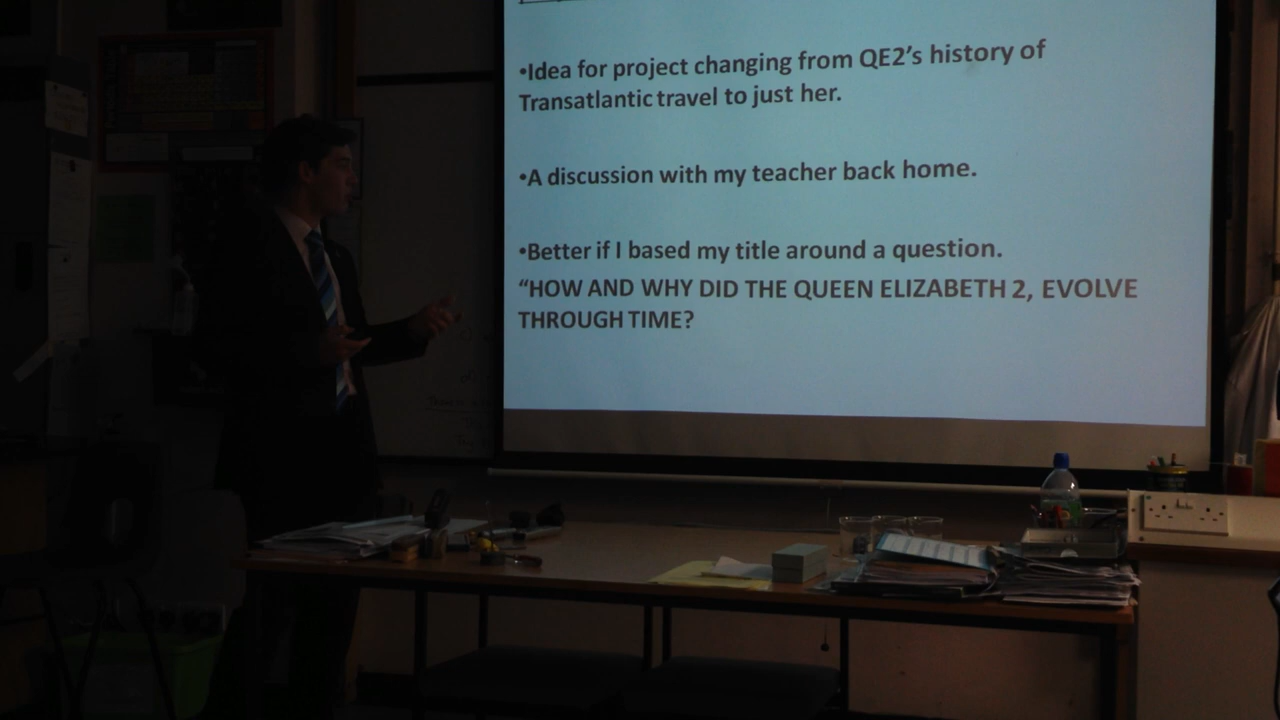 •Idea for project changing from QE2's history of
Transatlantic travel to just her.
•A discussion with my teacher back home.
•Better if I based my title around a question.
“HOW AND WHY DID THE QUEEN ELIZABETH 2, EVOLVE
THROUGH TIME?